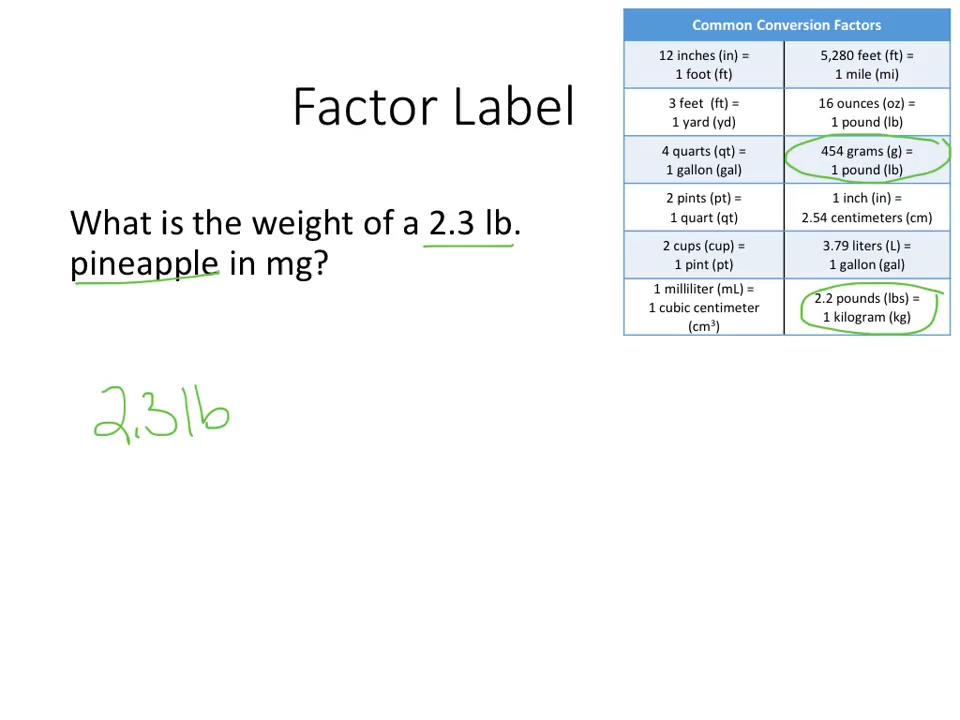 Common Conversion Factors
12 inches (in) =
1 foot (ft)
5,280 feet (ft) =
1 mile (mi)
Factor Label
3 feet  (ft) =
1 yard (yd)
16 ounces (oz) =
1 pound (lb)
4 quarts (qt) =
1 gallon (gal)
454 grams (g) =
1 pound (lb)
What is the weight of a 2.3 lb.
pineapple in mg?
2 pints (pt) =
1 quart (qt)
1 inch (in) =
2.54 centimeters (cm)
2 cups (cup) =
1 pint (pt)
3.79 liters (L) =
1 gallon (gal)
1 milliliter (mL) =
1 cubic centimeter
(cm³)
2.2 pounds (lbs) =
1 kilogram (kg)
2.3 lb